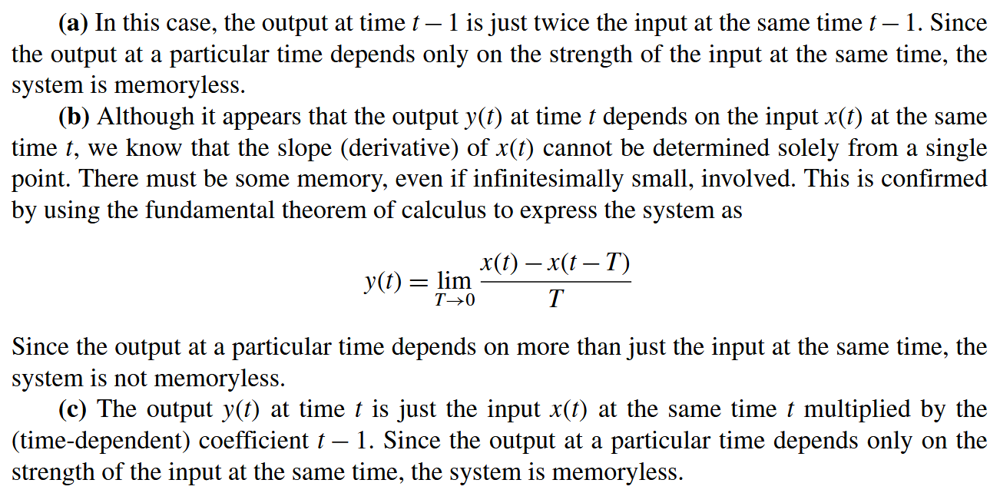 (a) In this case, the output at time t − 1 is just twice the input at the same time t − 1. Since
the output at a particular time depends only on the strength of the input at the same time, the
system is memoryless.
(b) Although it appears that the output y(t) at time t depends on the input x(t) at the same
time t, we know that the slope (derivative) of x(t) cannot be determined solely from a single
point. There must be some memory, even if infinitesimally small, involved. This is confirmed
by using the fundamental theorem of calculus to express the system as
y(t) = lim T→0 (x(t) − x(t − T)) / T
Since the output at a particular time depends on more than just the input at the same time, the
system is not memoryless.
(c) The output y(t) at time t is just the input x(t) at the same time t multiplied by the
(time-dependent) coefficient t − 1. Since the output at a particular time depends only on the
strength of the input at the same time, the system is memoryless.